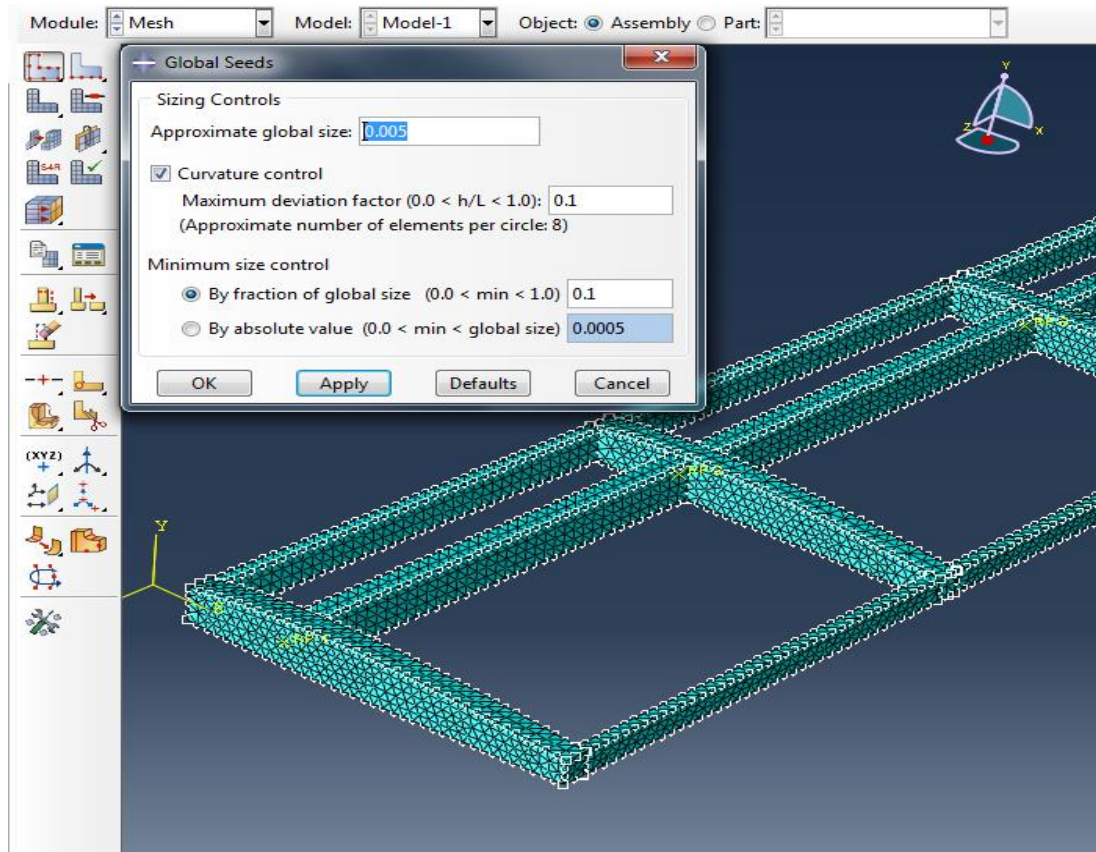 Module: Mesh Model: Model-1 Object: Assembly Part:
Global Seeds
Sizing Controls
Approximate global size: 0.005
Curvature control
Maximum deviation factor (0.0 < h/L < 1.0): 0.1
(Approximate number of elements per circle: 8)
Minimum size control
By fraction of global size (0.0 < min < 1.0) 0.1
By absolute value (0.0 < min < global size) 0.0005
OK Apply Defaults Cancel
S4R
(XYZ)
Y
Z
X
Y